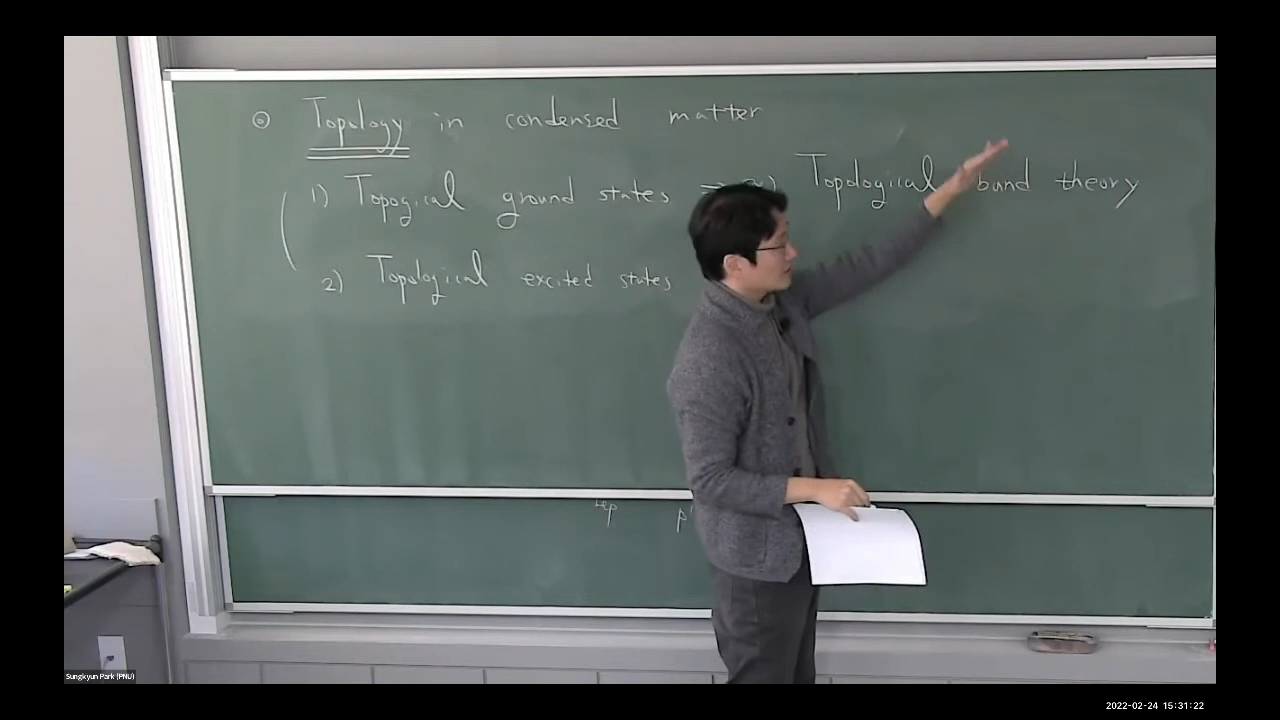 ⊚ Topology in condensed matter
1) Topogical ground states ⇒ Topological band theory
2) Topological excited states
Sungkyun Park (PNU)
2022-02-24 15:31:22